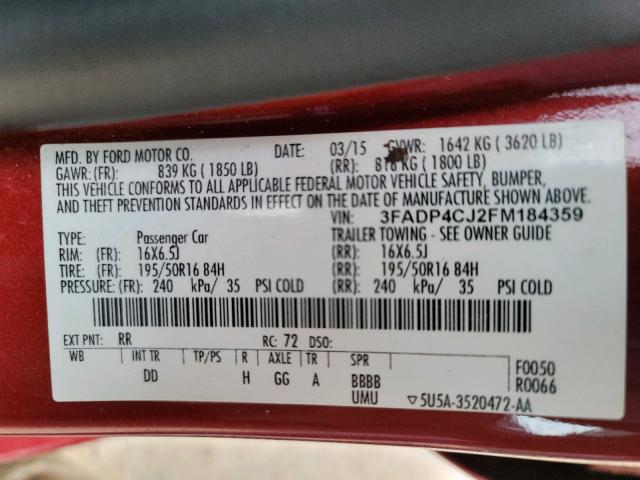 MFD. BY FORD MOTOR CO. DATE: 03/15 GVWR: 1642 KG ( 3620 LB)
GAWR: (FR) 839 KG ( 1850 LB) (RR): 816 KG ( 1800 LB)
THIS VEHICLE CONFORMS TO ALL APPLICABLE FEDERAL MOTOR VEHICLE SAFETY, BUMPER,
AND THEFT PREVENTION STANDARDS IN EFFECT ON THE DATE OF MANUFACTURE SHOWN ABOVE.
VIN: 3FADP4CJ2FM184359
TYPE: Passenger Car TRAILER TOWING - SEE OWNER GUIDE
RIM: (FR): 16X6.5J (RR): 16X6.5J
TIRE: (FR): 195/50R16 84H (RR): 195/50R16 84H
PRESSURE: (FR): 240 kPa/ 35 PSI COLD (RR): 240 kPa/ 35 PSI COLD
EXT PNT: RR RC: 72 DSO:
WB INT TR TP/PS R AXLE TR SPR F0050
DD H GG A BBBB R0066
UMU ▽5U5A-3520472-AA